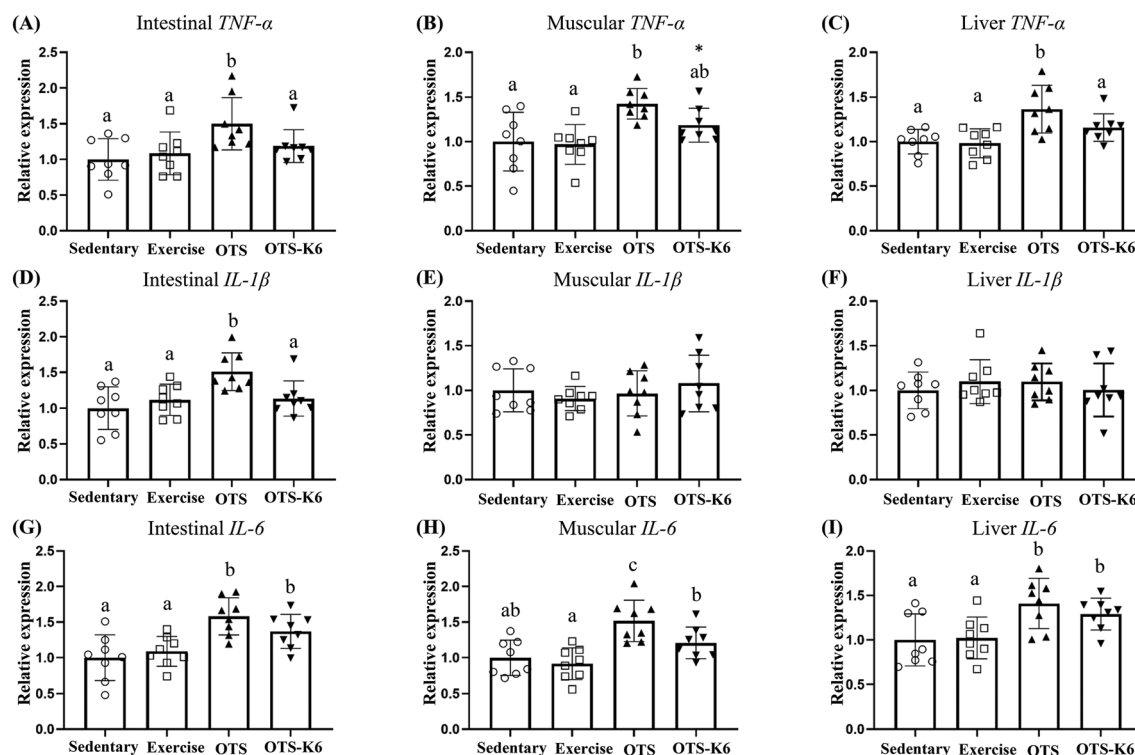 (A) Intestinal TNF-α
Relative expression
2.5
2.0
1.5
1.0
0.5
0.0
a
a
b
a
Sedentary Exercise OTS OTS-K6
(B) Muscular TNF-α
Relative expression
2.0
1.5
1.0
0.5
0.0
a
a
b
*
ab
Sedentary Exercise OTS OTS-K6
(C) Liver TNF-α
Relative expression
2.0
1.5
1.0
0.5
0.0
a
a
b
a
Sedentary Exercise OTS OTS-K6
(D) Intestinal IL-1β
Relative expression
2.5
2.0
1.5
1.0
0.5
0.0
a
a
b
a
Sedentary Exercise OTS OTS-K6
(E) Muscular IL-1β
Relative expression
2.0
1.5
1.0
0.5
0.0
Sedentary Exercise OTS OTS-K6
(F) Liver IL-1β
Relative expression
2.0
1.5
1.0
0.5
0.0
Sedentary Exercise OTS OTS-K6
(G) Intestinal IL-6
Relative expression
2.5
2.0
1.5
1.0
0.5
0.0
a
a
b
b
Sedentary Exercise OTS OTS-K6
(H) Muscular IL-6
Relative expression
2.5
2.0
1.5
1.0
0.5
0.0
ab
a
c
b
Sedentary Exercise OTS OTS-K6
(I) Liver IL-6
Relative expression
2.0
1.5
1.0
0.5
0.0
a
a
b
b
Sedentary Exercise OTS OTS-K6